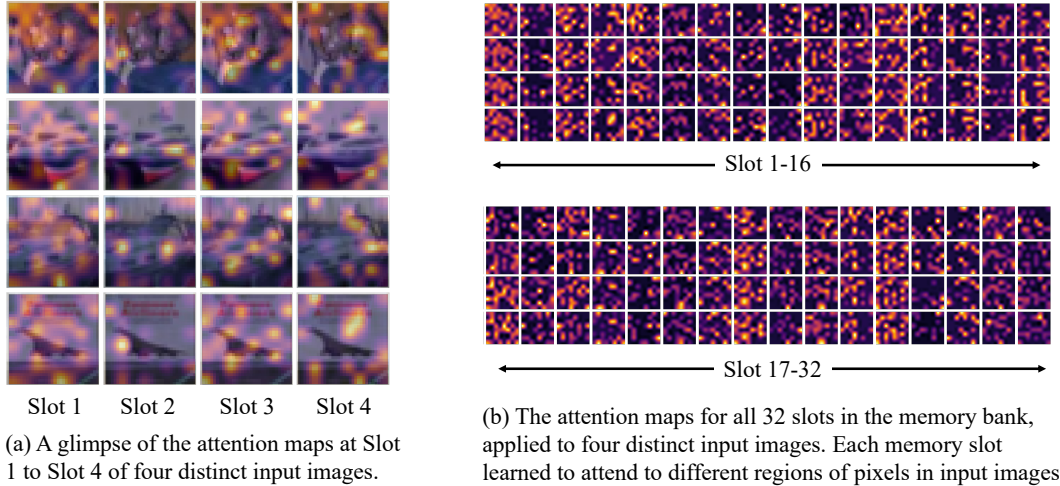 Slot 1
Slot 2
Slot 3
Slot 4
(a) A glimpse of the attention maps at Slot
1 to Slot 4 of four distinct input images.
Slot 1-16
Slot 17-32
(b) The attention maps for all 32 slots in the memory bank,
applied to four distinct input images. Each memory slot
learned to attend to different regions of pixels in input images